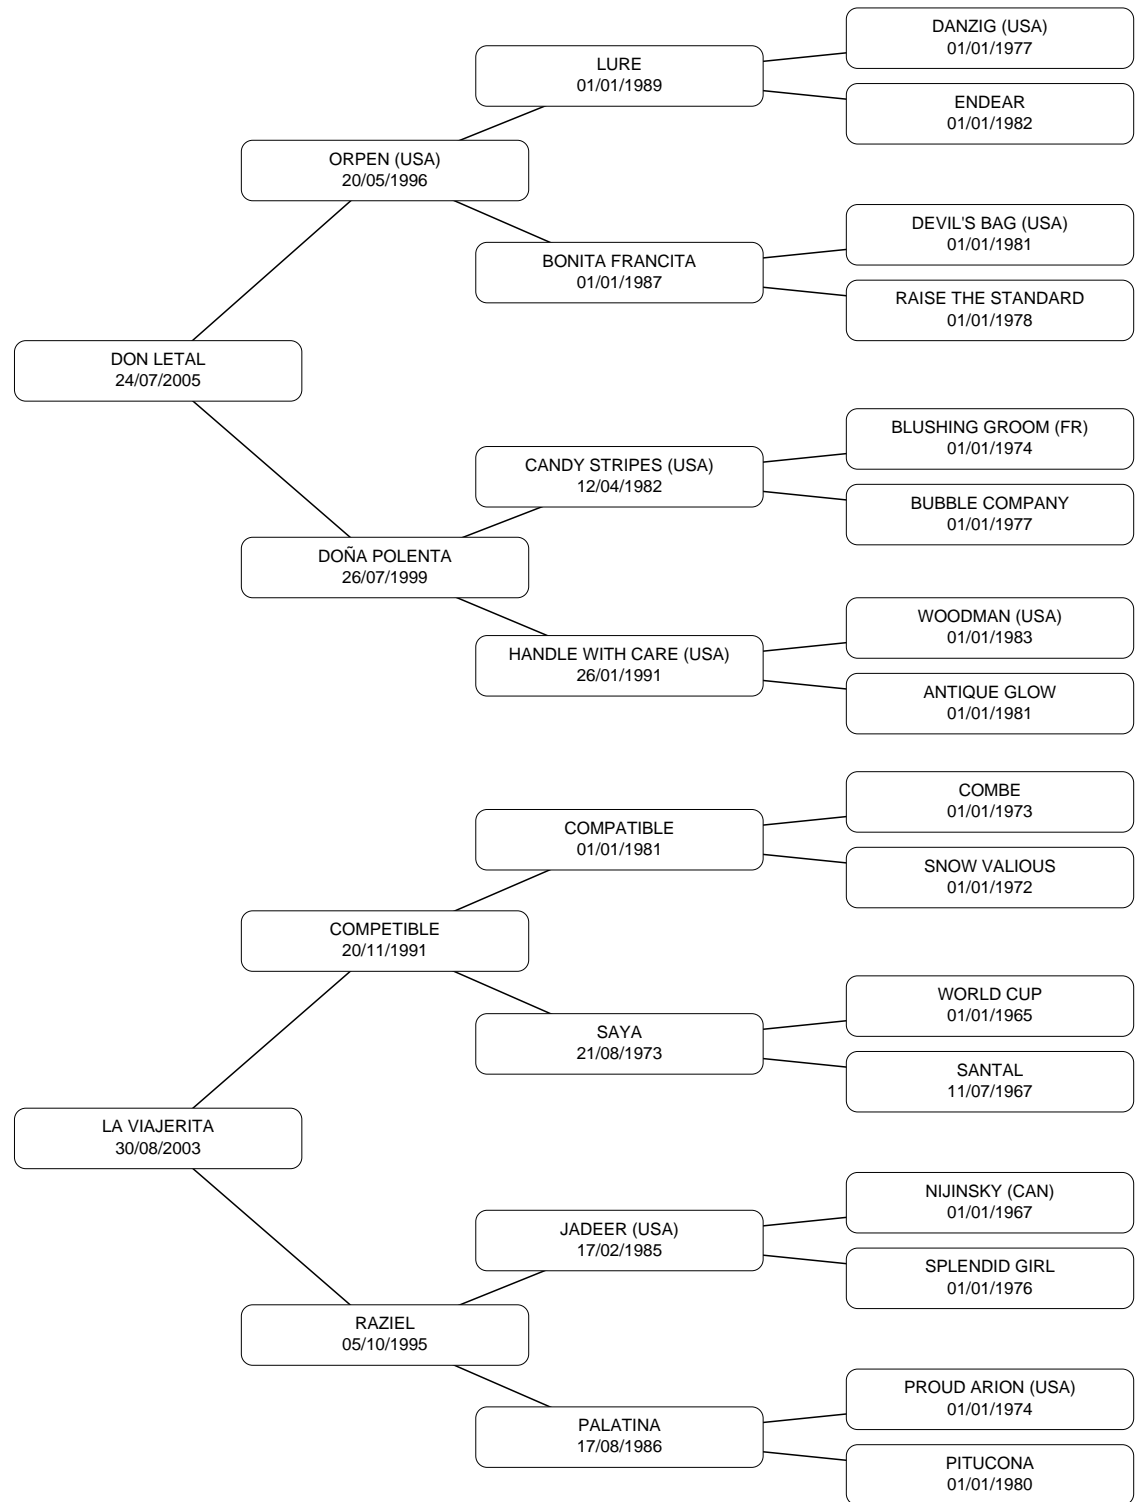 DANZIG (USA)
01/01/1977
LURE
01/01/1989
ENDEAR
01/01/1982
ORPEN (USA)
20/05/1996
DEVIL'S BAG (USA)
01/01/1981
BONITA FRANCITA
01/01/1987
RAISE THE STANDARD
01/01/1978
DON LETAL
24/07/2005
BLUSHING GROOM (FR)
01/01/1974
CANDY STRIPES (USA)
12/04/1982
BUBBLE COMPANY
01/01/1977
DOÑA POLENTA
26/07/1999
WOODMAN (USA)
01/01/1983
HANDLE WITH CARE (USA)
26/01/1991
ANTIQUE GLOW
01/01/1981
COMBE
01/01/1973
COMPATIBLE
01/01/1981
SNOW VALIOUS
01/01/1972
COMPETIBLE
20/11/1991
WORLD CUP
01/01/1965
SAYA
21/08/1973
SANTAL
11/07/1967
LA VIAJERITA
30/08/2003
NIJINSKY (CAN)
01/01/1967
JADEER (USA)
17/02/1985
SPLENDID GIRL
01/01/1976
RAZIEL
05/10/1995
PROUD ARION (USA)
01/01/1974
PALATINA
17/08/1986
PITUCONA
01/01/1980